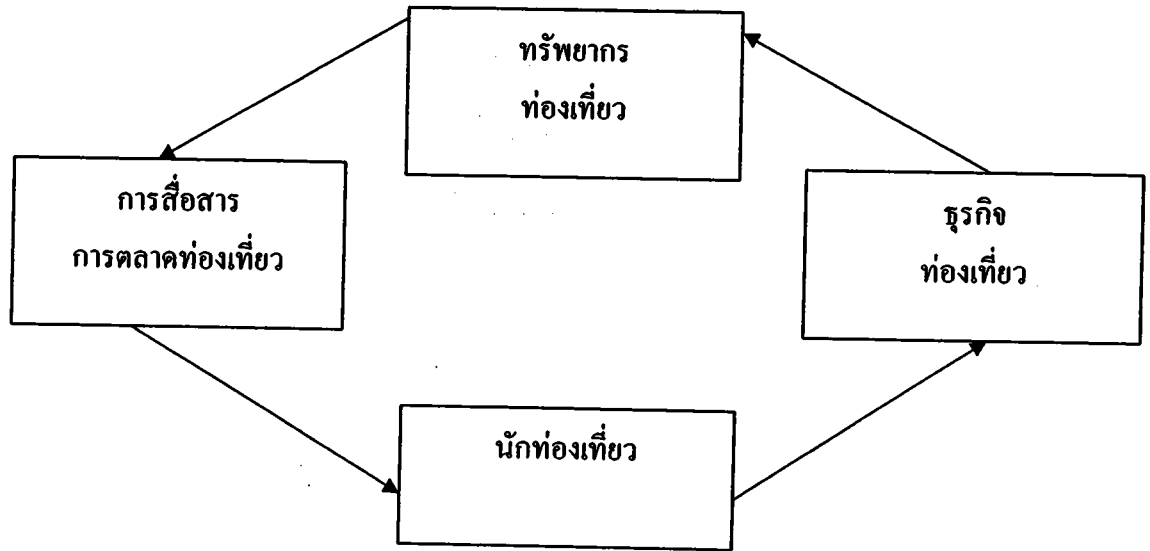 ทรัพยากร
ท่องเที่ยว
การสื่อสาร
การตลาดท่องเที่ยว
ธุรกิจ
ท่องเที่ยว
นักท่องเที่ยว